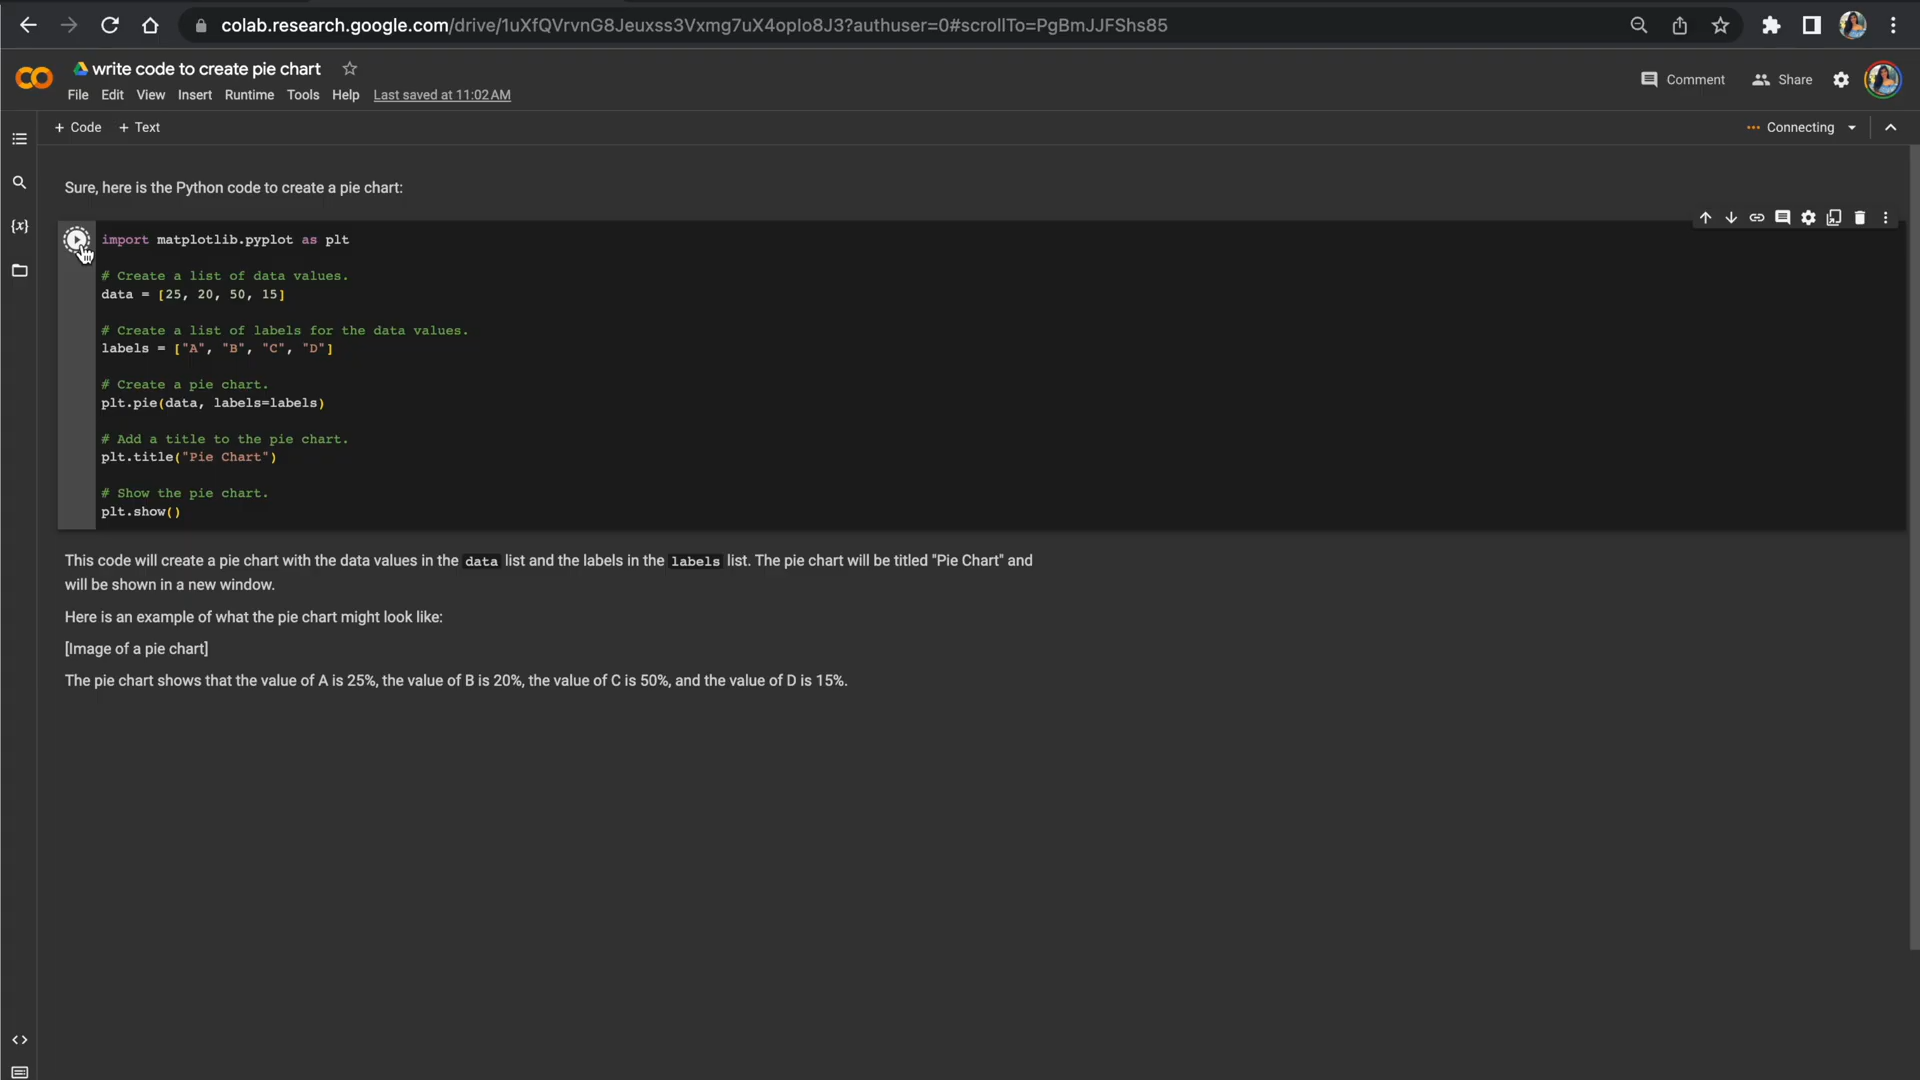 colab.research.google.com/drive/1uXfQVrvnG8Jeuxss3Vxmg7uX4oplo8J3?authuser=0#scrollTo=PgBmJJFShs85
write code to create pie chart
Comment
Share
File Edit View Insert Runtime Tools Help Last saved at 11:02 AM
+ Code + Text
Connecting
Sure, here is the Python code to create a pie chart:
{x}
import matplotlib.pyplot as plt
# Create a list of data values.
data = [25, 20, 50, 15]
# Create a list of labels for the data values.
labels = ["A", "B", "C", "D"]
# Create a pie chart.
plt.pie(data, labels=labels)
# Add a title to the pie chart.
plt.title("Pie Chart")
# Show the pie chart.
plt.show()
This code will create a pie chart with the data values in the data list and the labels in the labels list. The pie chart will be titled "Pie Chart" and
will be shown in a new window.
Here is an example of what the pie chart might look like:
[Image of a pie chart]
The pie chart shows that the value of A is 25%, the value of B is 20%, the value of C is 50%, and the value of D is 15%.